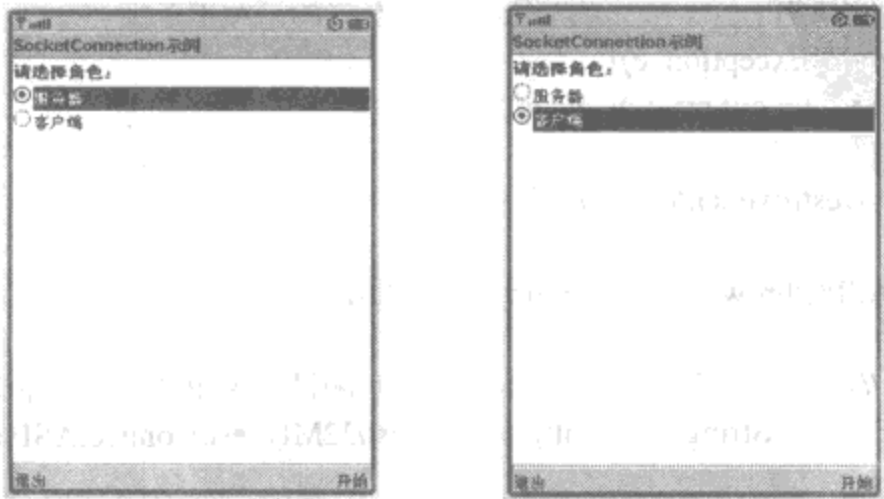 SocketConnection示例
请选择角色：
服务器
客户端
退出
开始
SocketConnection示例
请选择角色：
服务器
客户端
退出
开始